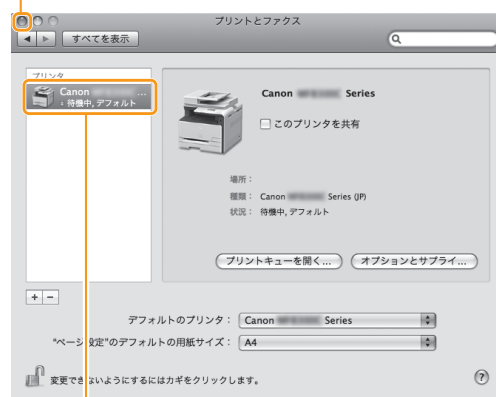 プリントとファクス
すべてを表示
プリンタ
Canon ...
：待機中, デフォルト
Canon Series
このプリンタを共有
場所：
種類： Canon Series (JP)
状況： 待機中, デフォルト
プリントキューを開く... オプションとサプライ...
+ −
デフォルトのプリンタ： Canon Series
"ページ設定"のデフォルトの用紙サイズ： A4
変更できないようにするにはカギをクリックします。 ?